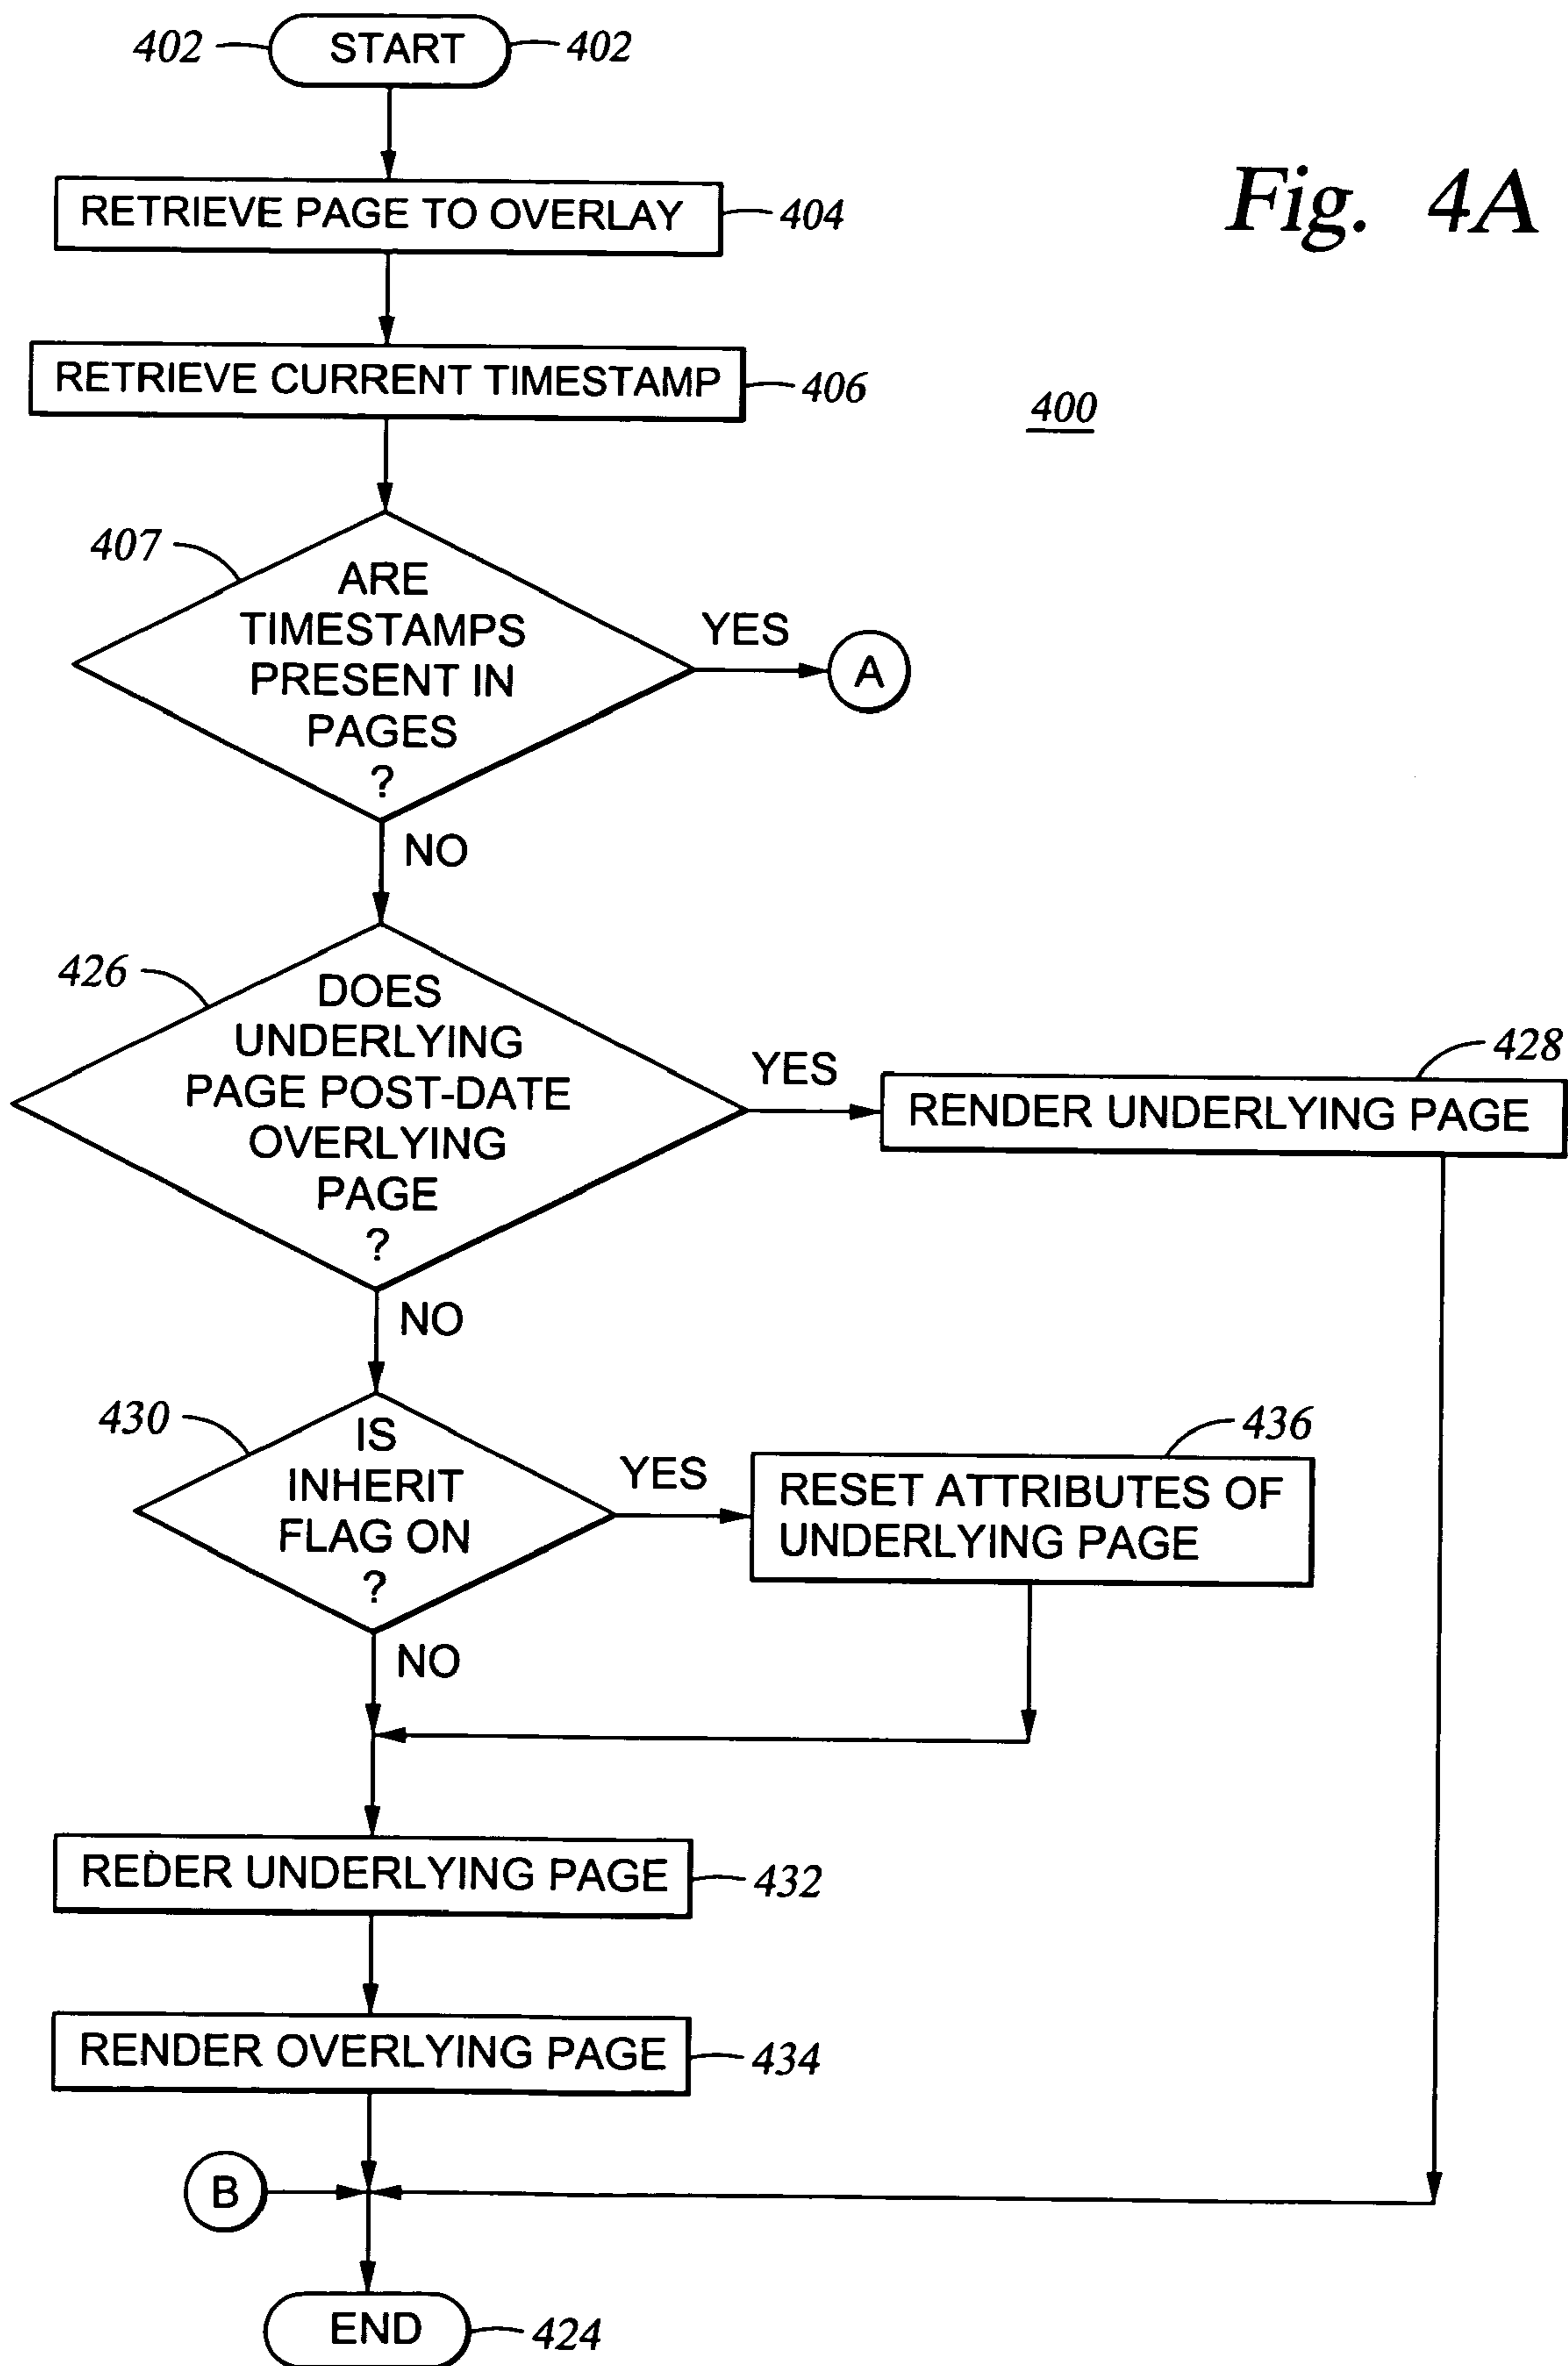 402
START
402
RETRIEVE PAGE TO OVERLAY
404
Fig. 4A
RETRIEVE CURRENT TIMESTAMP
406
400
407
ARE
TIMESTAMPS
PRESENT IN
PAGES
?
YES
A
NO
426
DOES
UNDERLYING
PAGE POST-DATE
OVERLYING
PAGE
?
YES
428
RENDER UNDERLYING PAGE
NO
430
IS
INHERIT
FLAG ON
?
YES
436
RESET ATTRIBUTES OF
UNDERLYING PAGE
NO
REDER UNDERLYING PAGE
432
RENDER OVERLYING PAGE
434
B
END
424